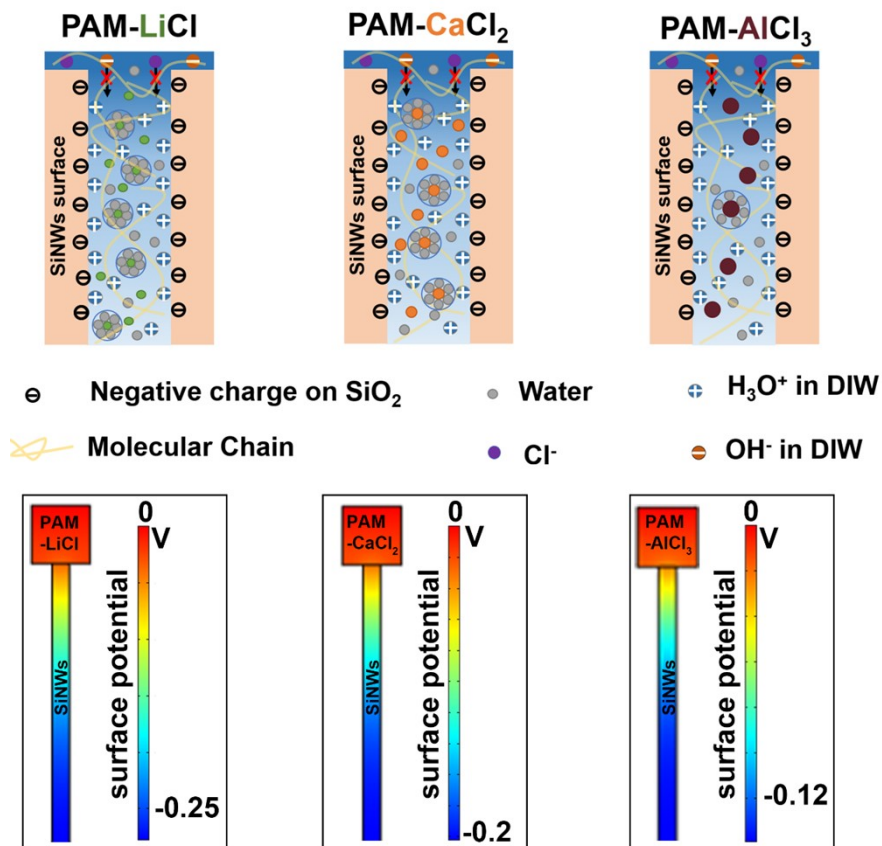 PAM-LiCl
PAM-CaCl₂
PAM-AlCl₃
SiNWs surface
SiNWs surface
SiNWs surface
Negative charge on SiO₂
Water
H₃O⁺ in DIW
Molecular Chain
Cl⁻
OH⁻ in DIW
PAM
-LiCl
SiNWs
0
V
surface potential
-0.25
PAM
-CaCl₂
SiNWs
0
V
surface potential
-0.2
PAM
-AlCl₃
SiNWs
0
V
surface potential
-0.12